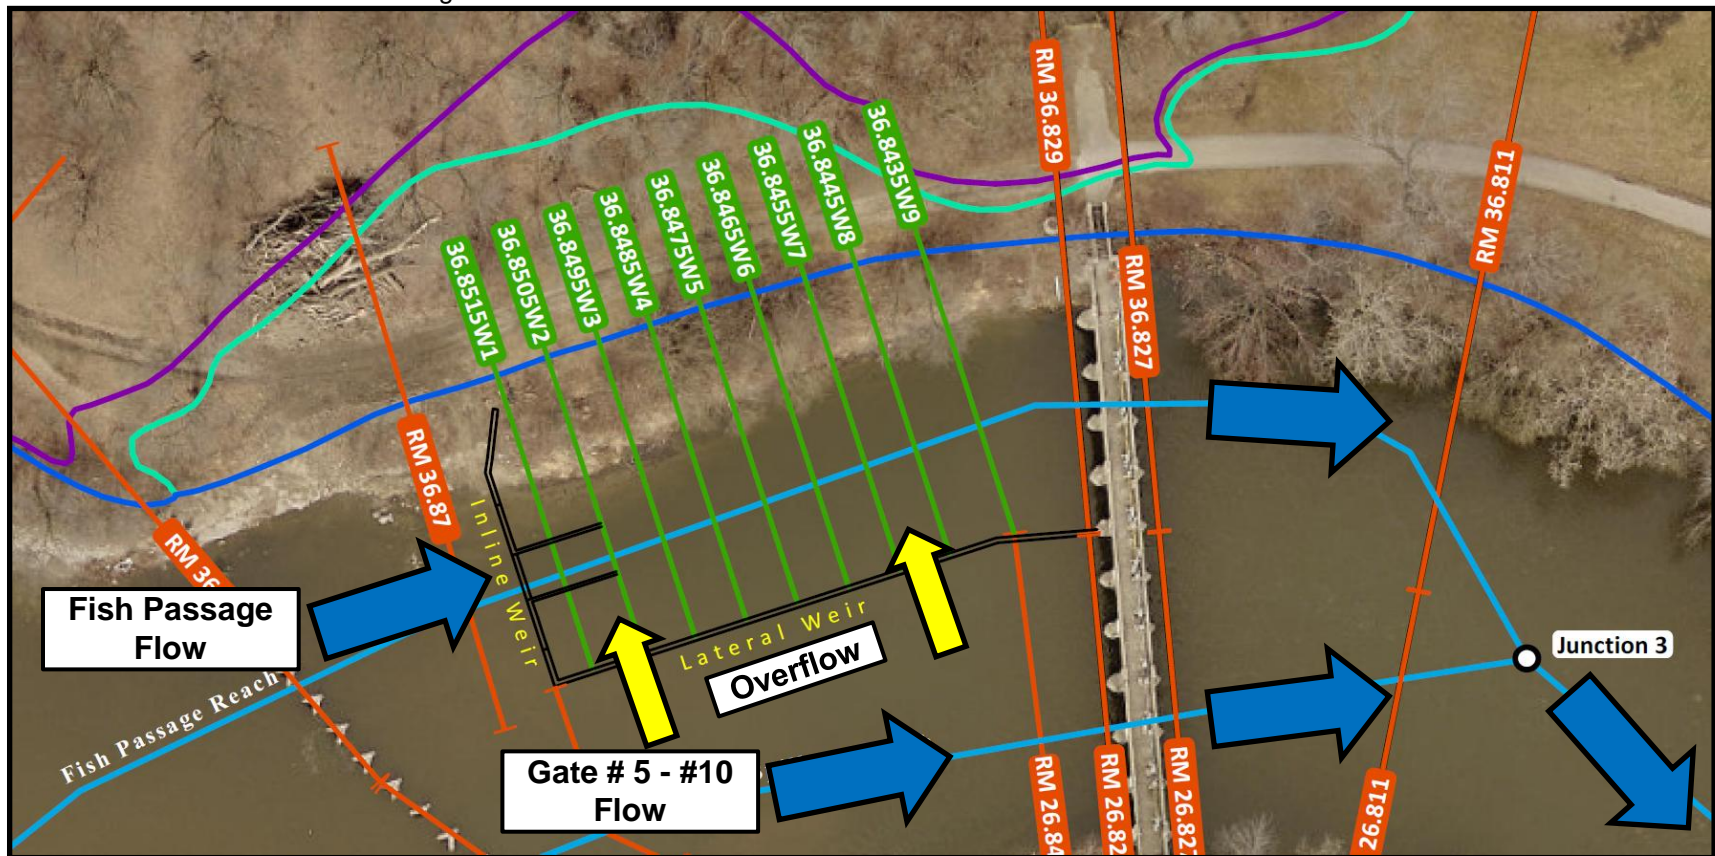 RM 36.829
36.8435W9
36.8445W8
36.8455W7
36.8465W6
36.8475W5
36.8485W4
36.8495W3
36.8505W2
36.8515W1
RM 36.811
RM 36.827
RM 36.87
Inline Weir
Fish Passage
Flow
Lateral Weir
Overflow
Junction 3
Fish Passage Reach
Gate # 5 - #10
Flow
26.811